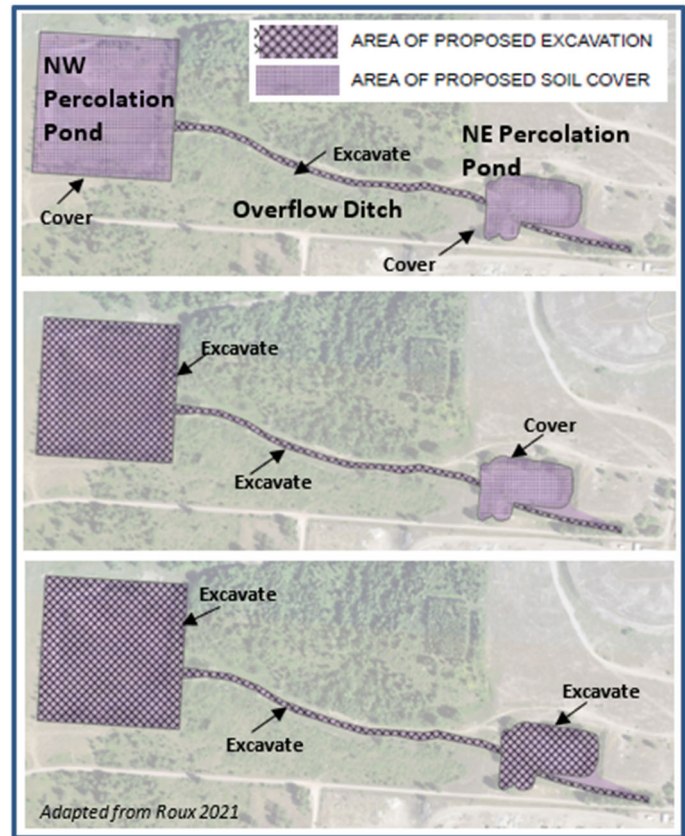 AREA OF PROPOSED EXCAVATION
AREA OF PROPOSED SOIL COVER
NW
Percolation
Pond
NE Percolation
Pond
Excavate
Overflow Ditch
Cover
Cover
Excavate
Cover
Excavate
Excavate
Excavate
Excavate
Adapted from Roux 2021